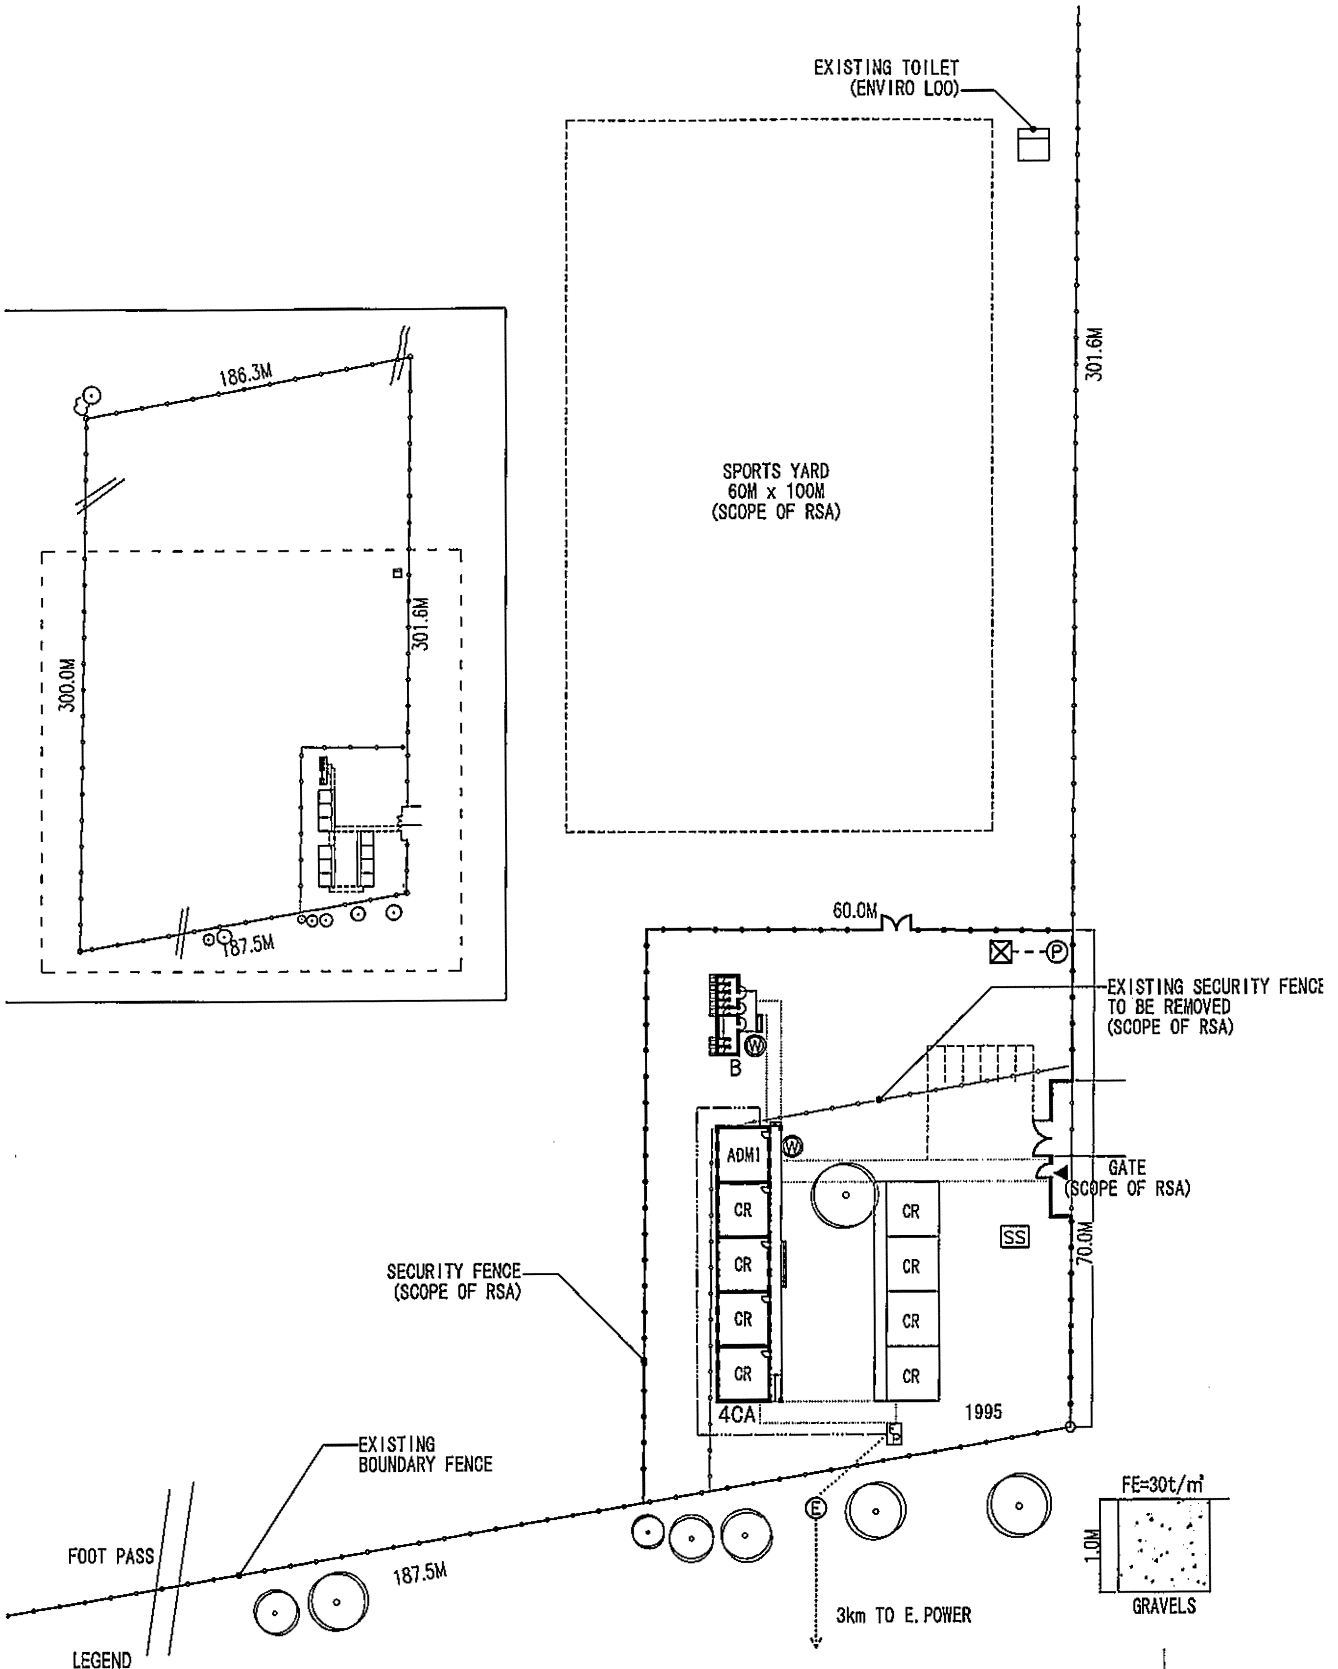 EXISTING TOILET
(ENVIRO LOO)
186.3M
301.6M
SPORTS YARD
60M x 100M
(SCOPE OF RSA)
301.6M
300.0M
187.5M
60.0M
P
EXISTING SECURITY FENCE
TO BE REMOVED
(SCOPE OF RSA)
W
B
ADMI
W
GATE
(SCOPE OF RSA)
CR
CR
SS
70.0M
SECURITY FENCE
(SCOPE OF RSA)
CR
CR
CR
CR
CR
CR
4CA
1995
EXISTING
BOUNDARY FENCE
E
FE=30t/㎡
1.0M
GRAVELS
FOOT PASS
187.5M
3km TO E.POWER
LEGEND